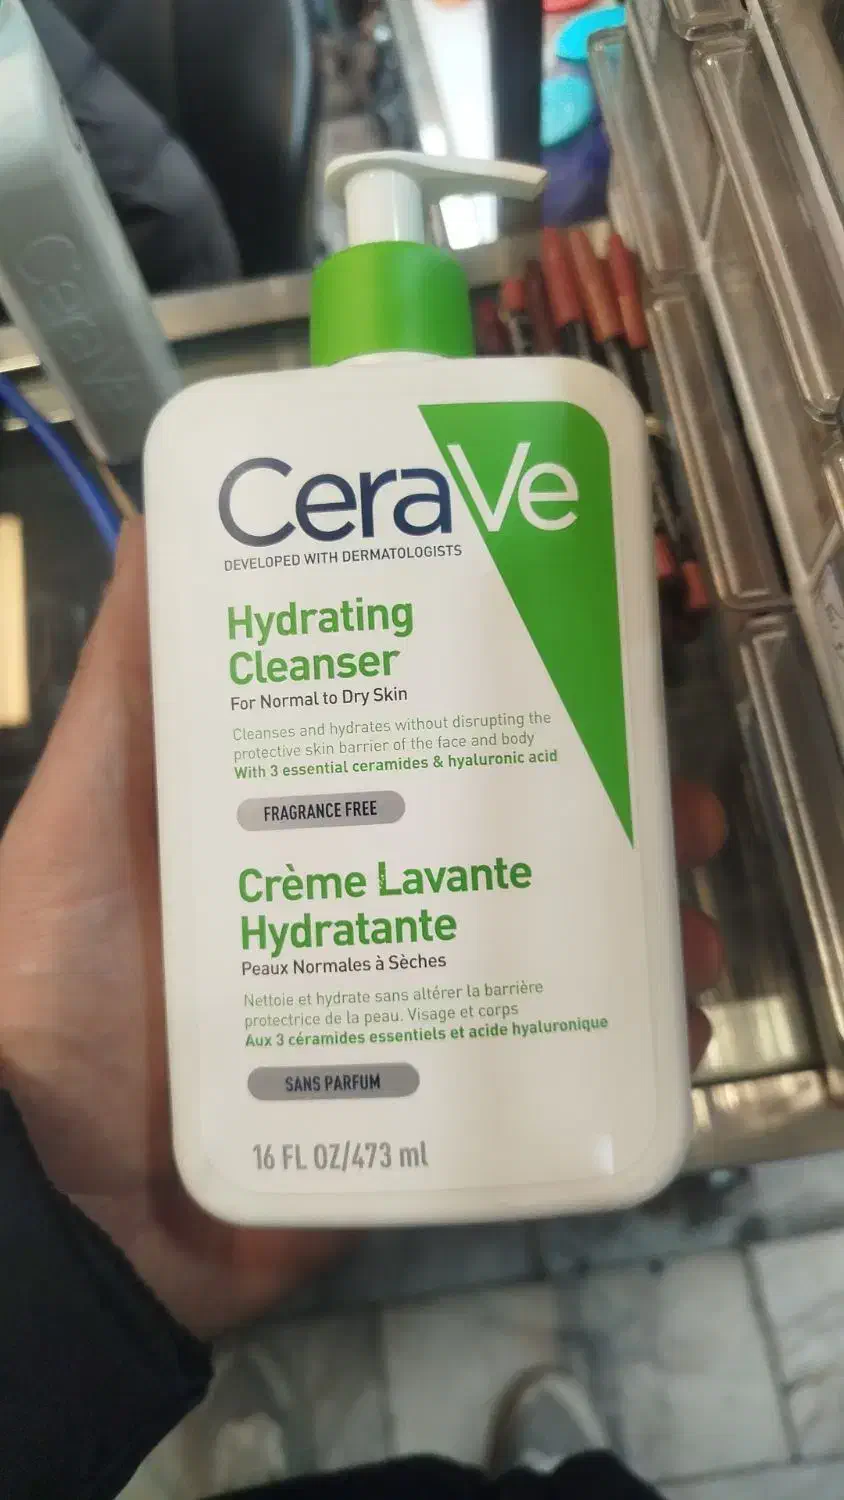 CeraVe
DEVELOPED WITH DERMATOLOGISTS
Hydrating
Cleanser
For Normal to Dry Skin
Cleanses and hydrates without disrupting the
protective skin barrier of the face and body
With 3 essential ceramides & hyaluronic acid
FRAGRANCE FREE
Crème Lavante
Hydratante
Peaux Normales à Sèches
Nettoie et hydrate sans altérer la barrière
protectrice de la peau. Visage et corps
Aux 3 céramides essentiels et acide hyaluronique
SANS PARFUM
16 FL OZ/473 ml
CeraVe